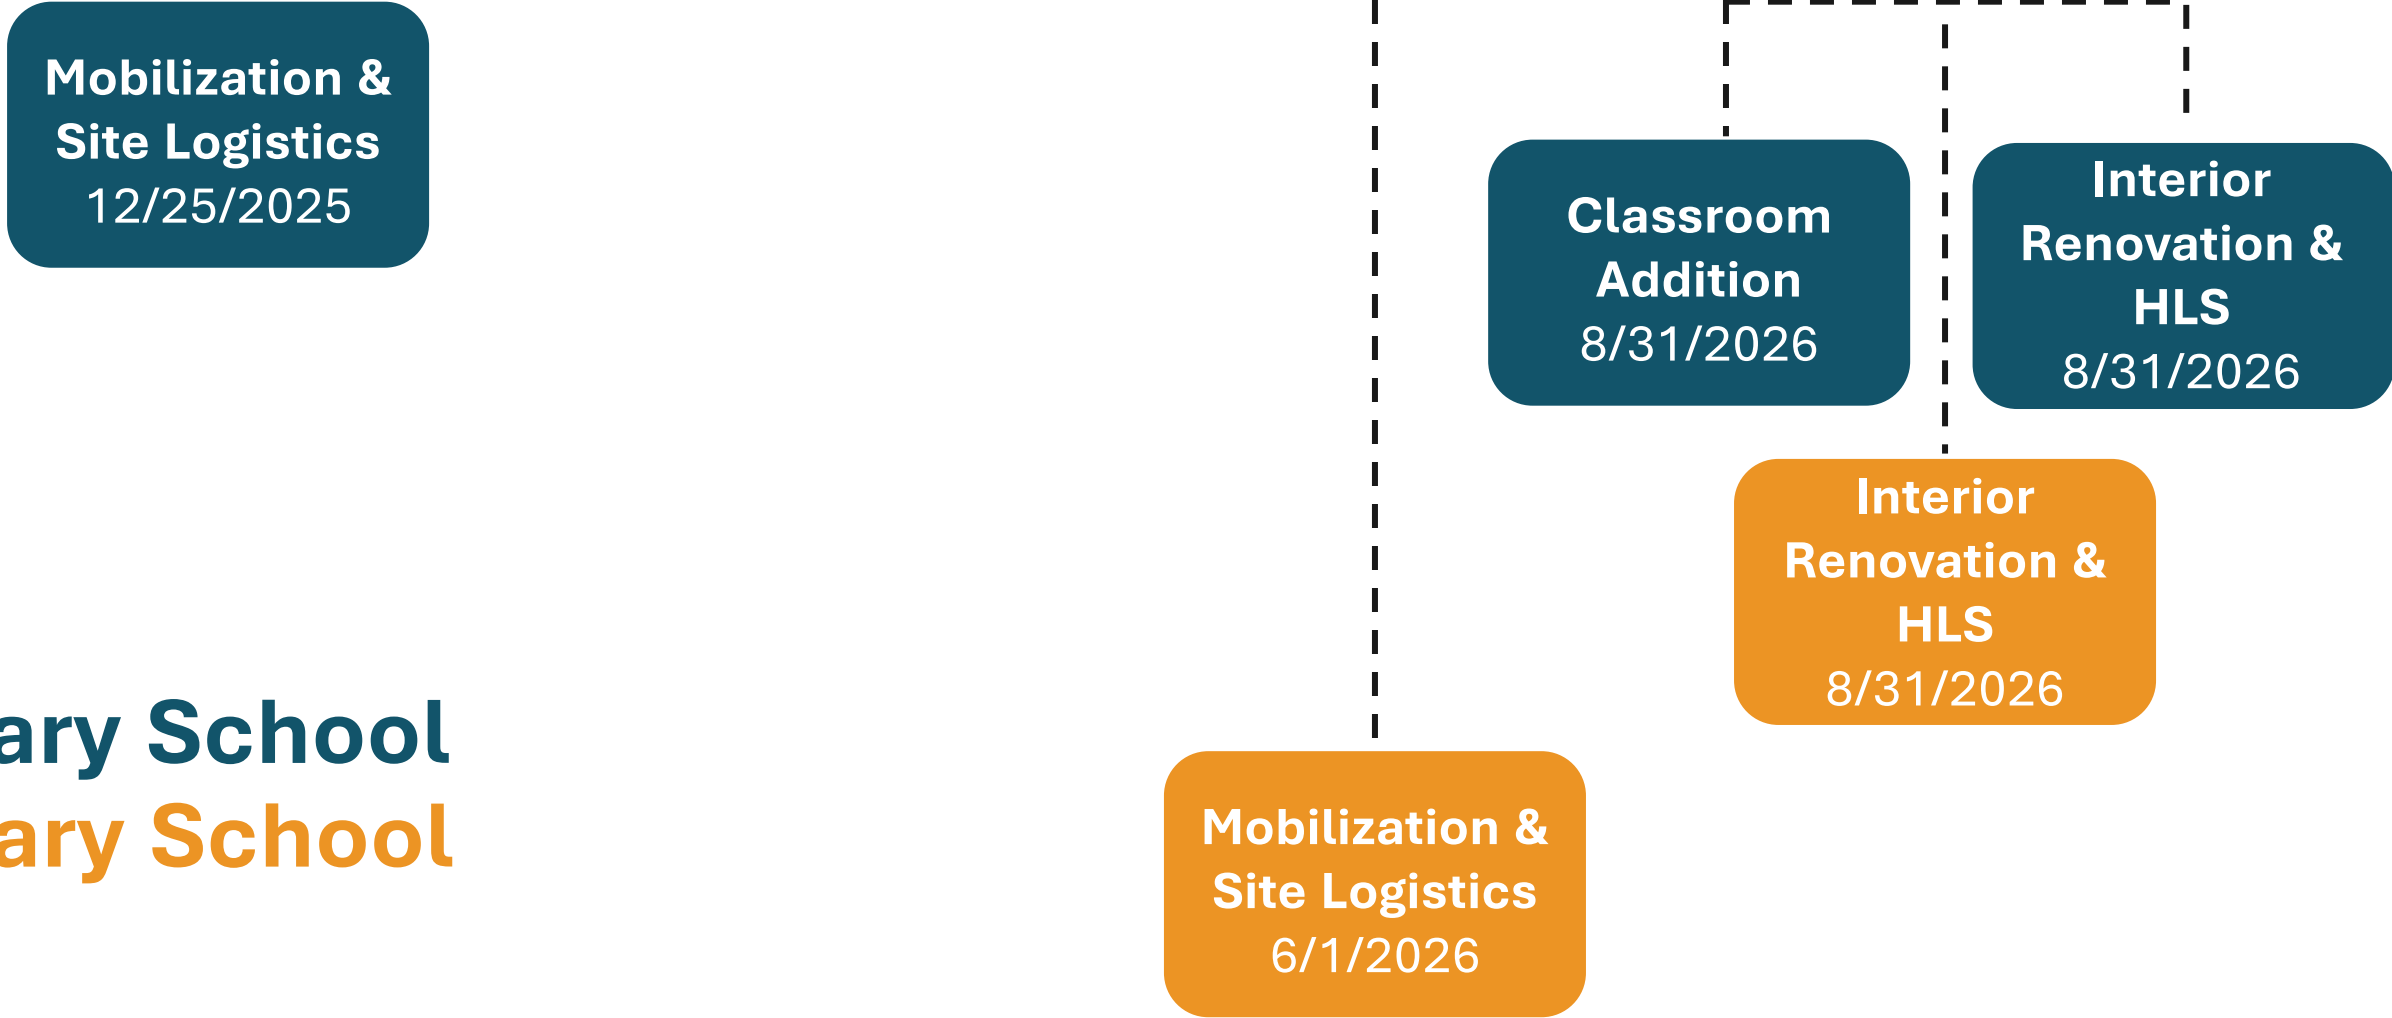 Mobilization &
Site Logistics
12/25/2025
Classroom
Addition
8/31/2026
Interior
Renovation &
HLS
8/31/2026
Interior
Renovation &
HLS
8/31/2026
ary School
ary School
Mobilization &
Site Logistics
6/1/2026